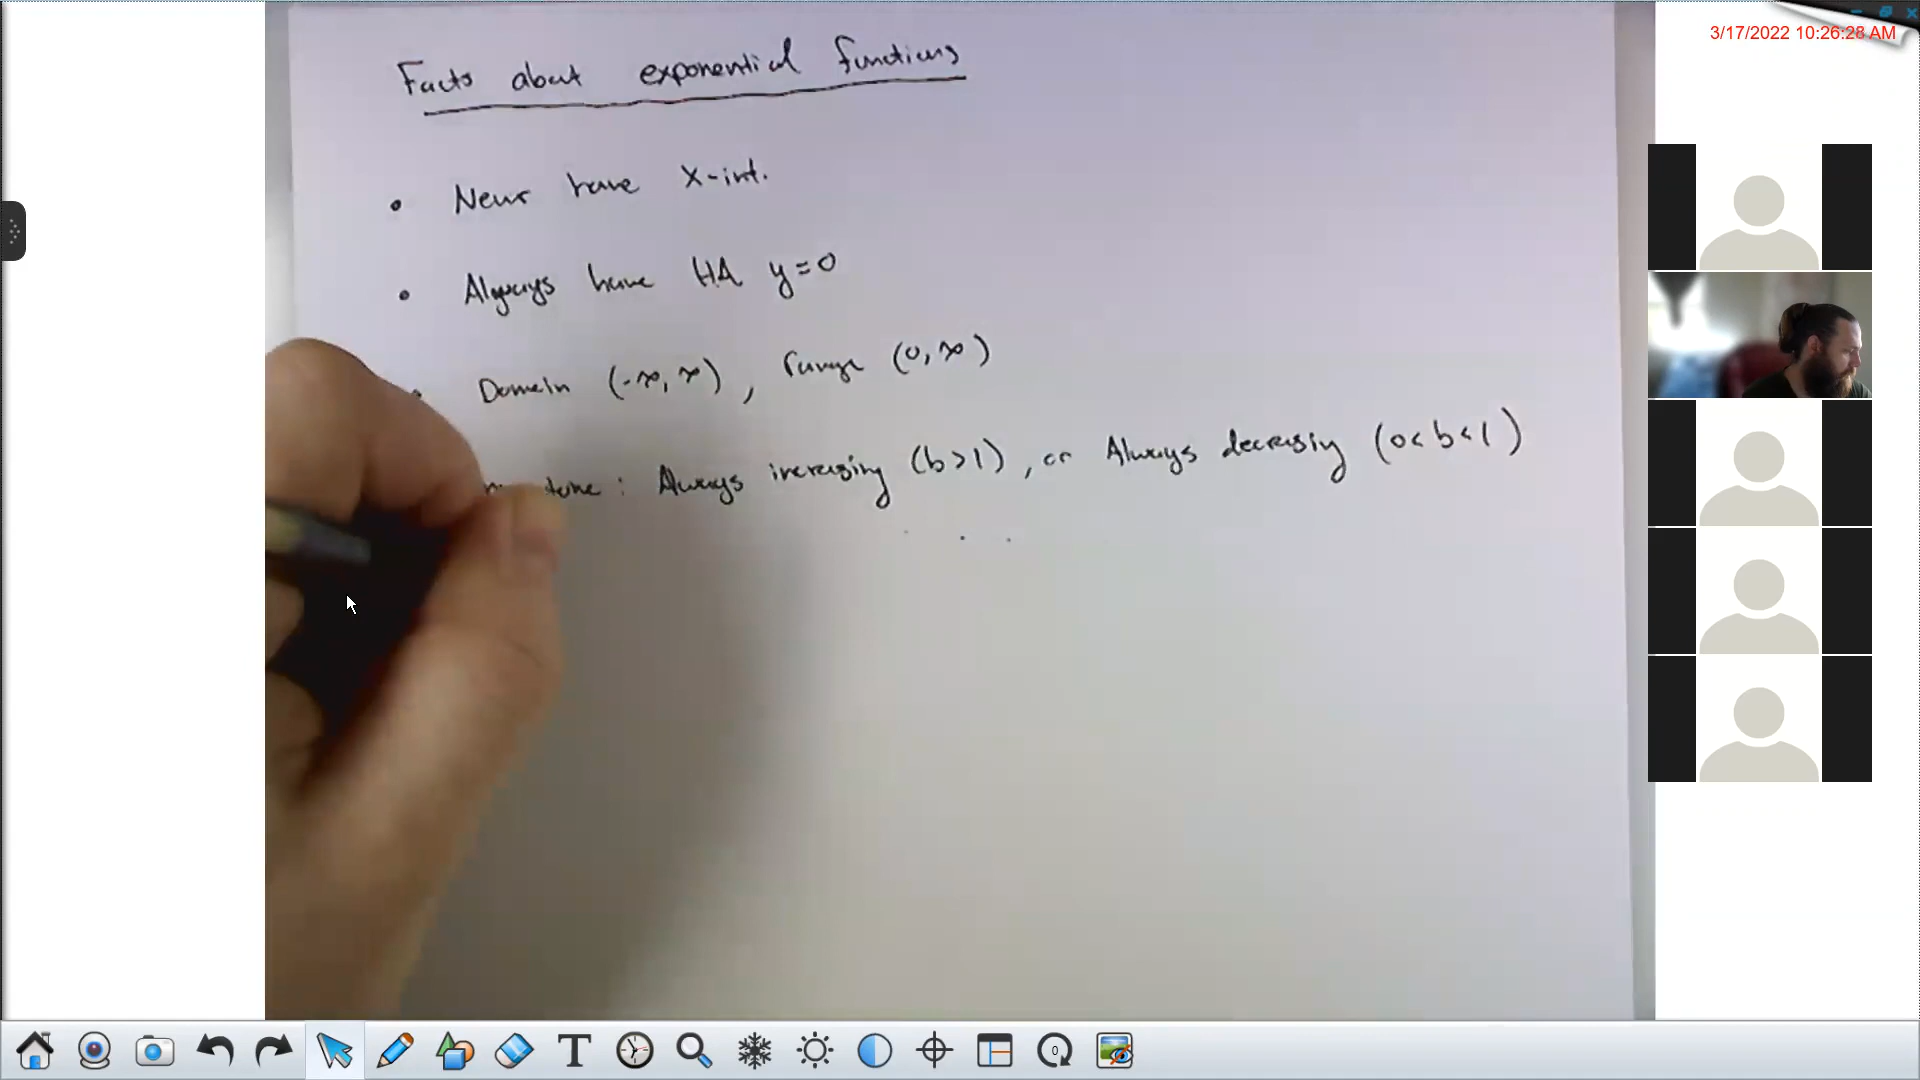 3/17/2022 10:26:28 AM
Facts about exponential functions
• Never have x-int.
• Always have HA y=0
Domain (-∞, ∞), range (0, ∞)
: Always increasing (b>1), or Always decreasing (0<b<1)
T
0